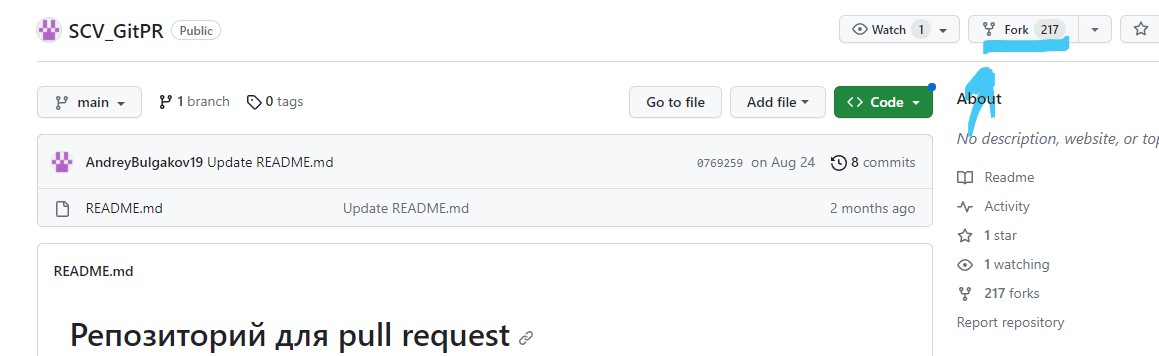 SCV_GitPR Public Watch 1 Fork 217
main 1 branch 0 tags Go to file Add file Code
About
No description, website, or
AndreyBulgakov19 Update README.md 0769259 on Aug 24 8 commits
README.md Update README.md 2 months ago
Readme
Activity
1 star
1 watching
217 forks
Report repository
README.md
Репозиторий для pull request